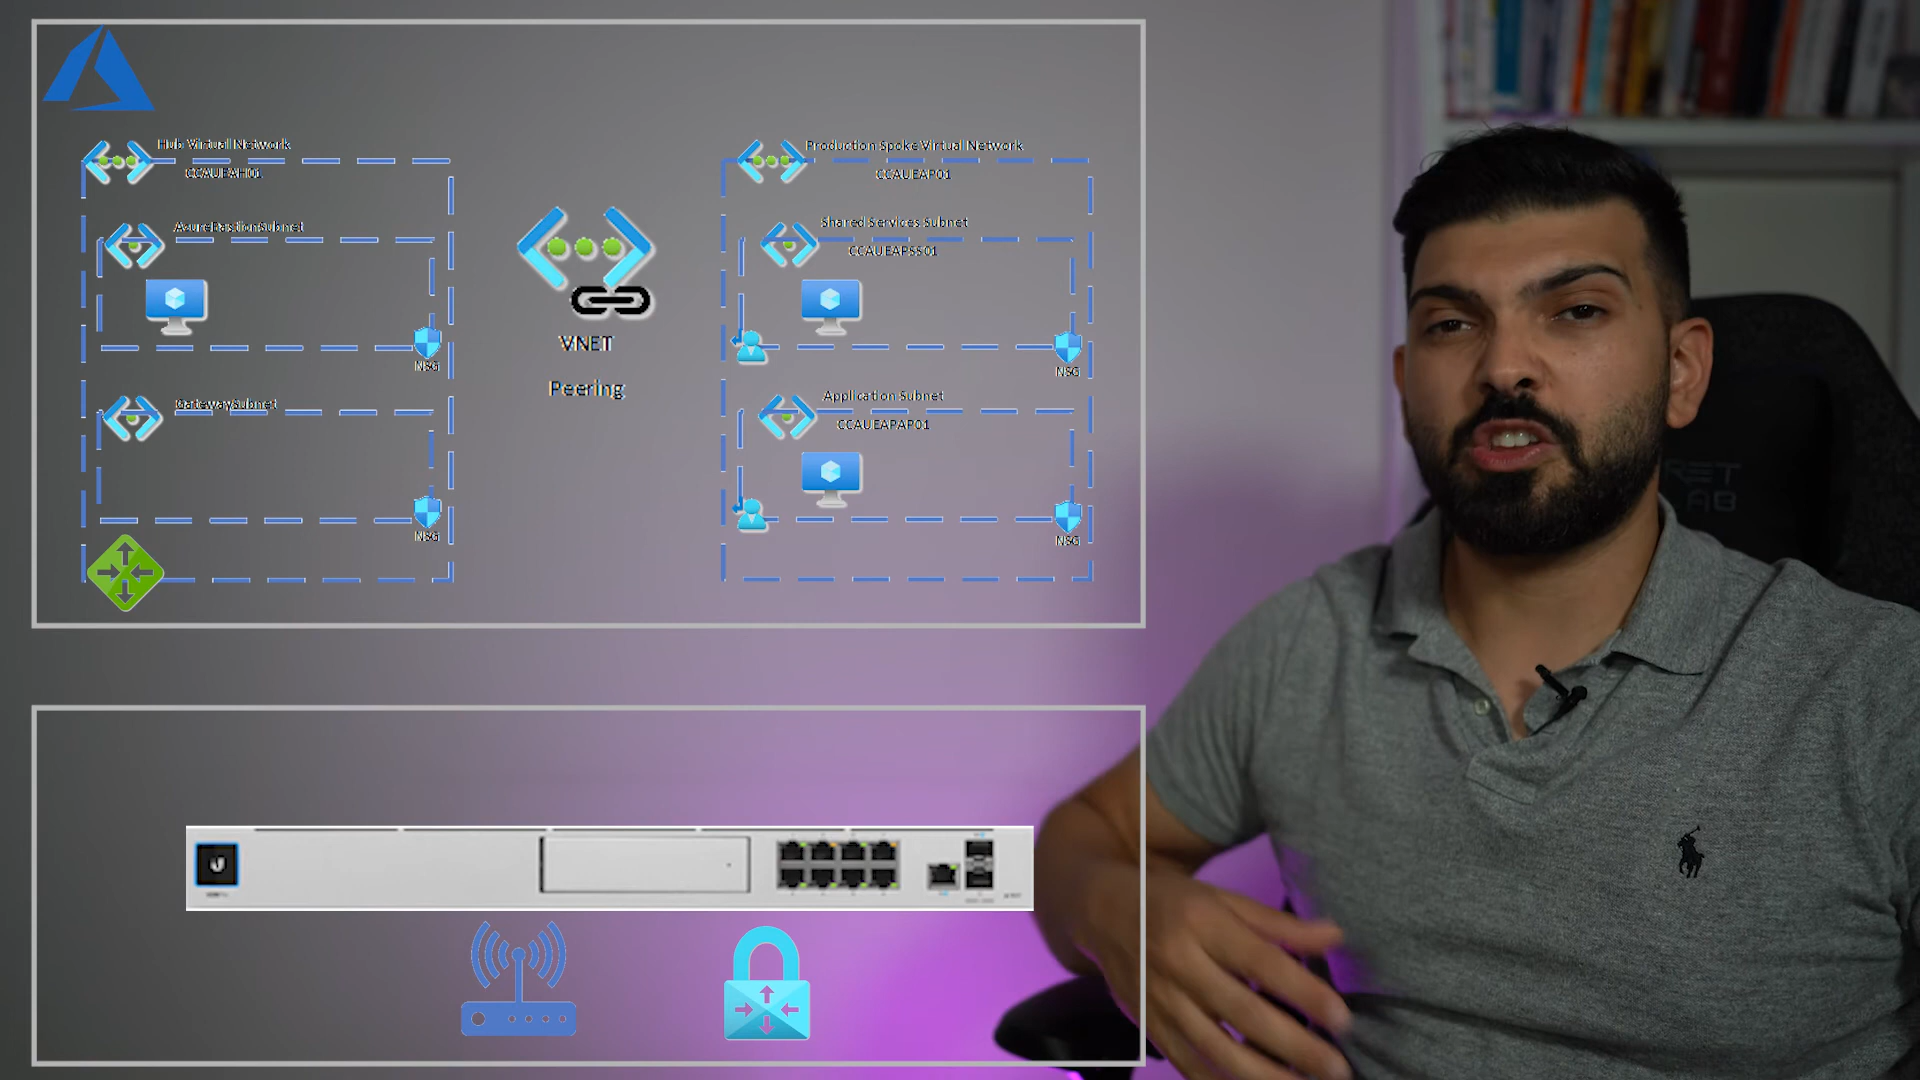 Hub Virtual Network
CCAUEAH01
AzureBastionSubnet
NSG
GatewaySubnet
NSG
VNET
Peering
Production Spoke Virtual Network
CCAUEAP01
Shared Services Subnet
CCAUEAPSS01
NSG
Application Subnet
CCAUEAPAP01
NSG